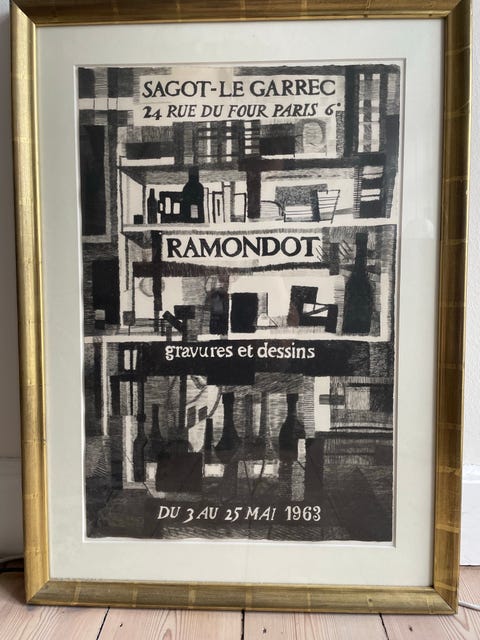 SAGOT-LE GARREC
24 RUE DU FOUR PARIS 6e
RAMONDOT
gravures et dessins
DU 3 AU 25 MAI 1963